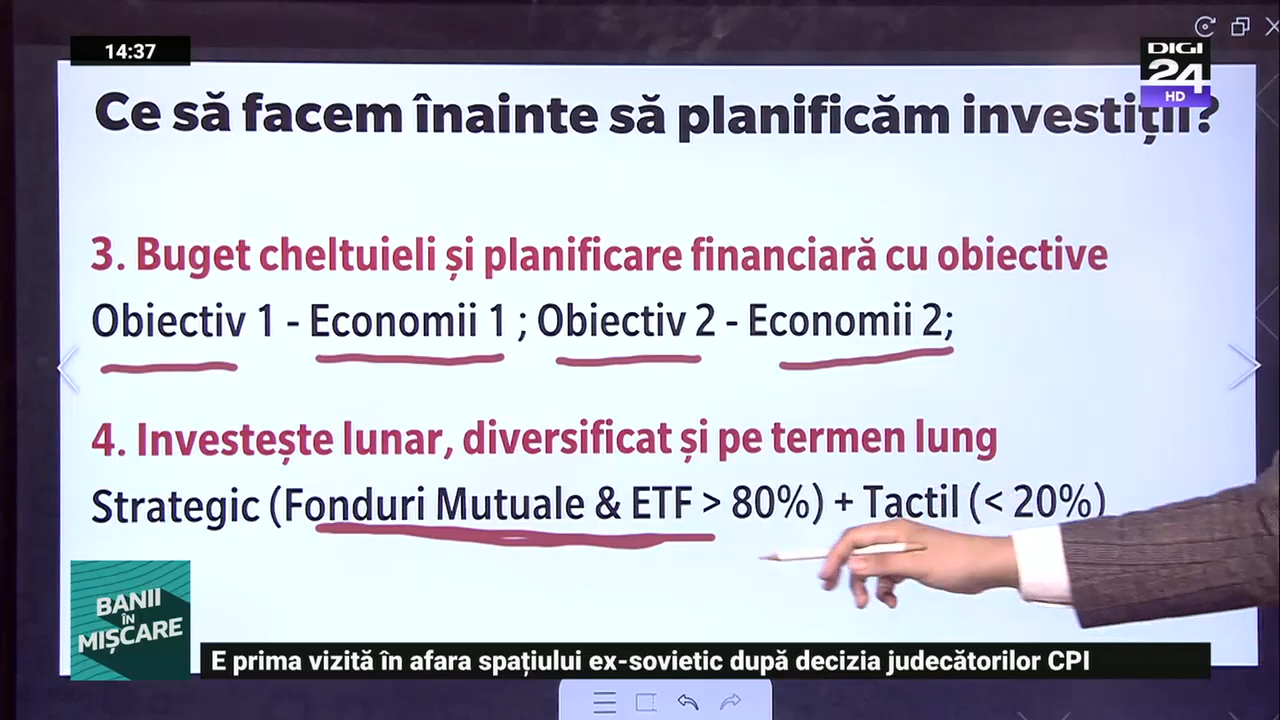 14:37
DIGI
24
HD
Ce să facem înainte să planificăm investiții?
3. Buget cheltuieli și planificare financiară cu obiective
Obiectiv 1 - Economii 1 ; Obiectiv 2 - Economii 2;
4. Investește lunar, diversificat și pe termen lung
Strategic (Fonduri Mutuale & ETF > 80%) + Tactil (< 20%)
BANII
ÎN
MIȘCARE
E prima vizită în afara spațiului ex-sovietic după decizia judecătorilor CPI